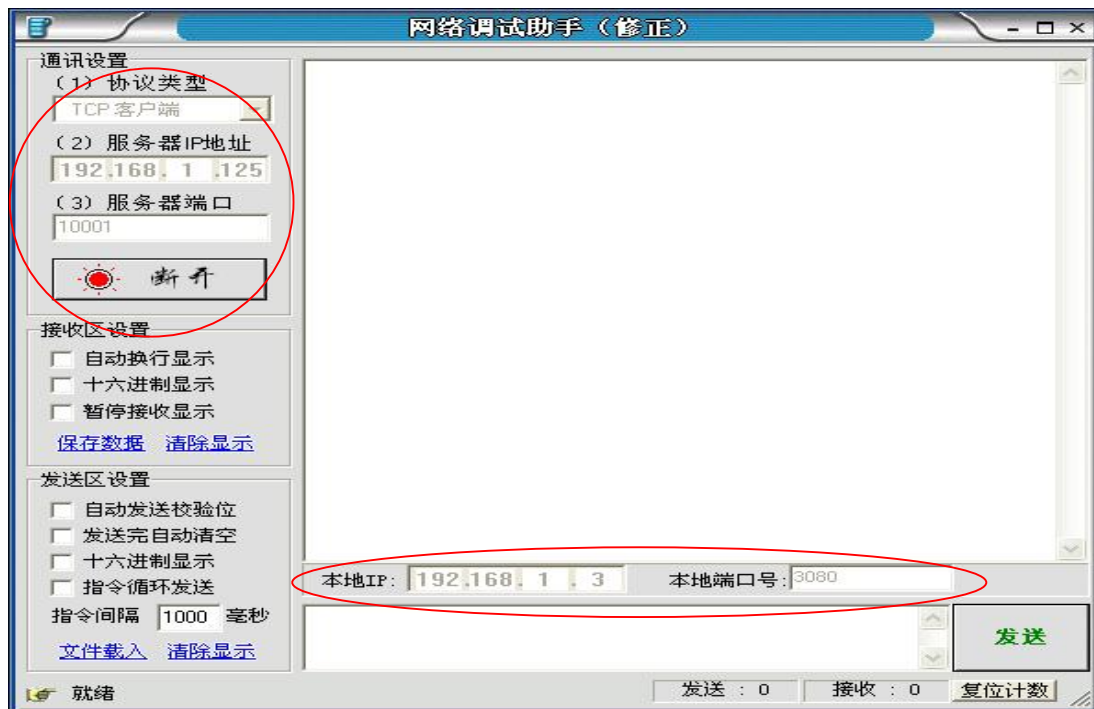 网络调试助手（修正）
通讯设置
（1）协议类型
TCP客户端
（2）服务器IP地址
192.168. 1 .125
（3）服务器端口
10001
断开
接收区设置
自动换行显示
十六进制显示
暂停接收显示
保存数据 清除显示
发送区设置
自动发送校验位
发送完自动清空
十六进制显示
指令循环发送
指令间隔 1000 毫秒
文件载入 清除显示
本地IP: 192.168. 1 . 3 本地端口号: 3080
发送
就绪
发送 : 0 接收 : 0 复位计数